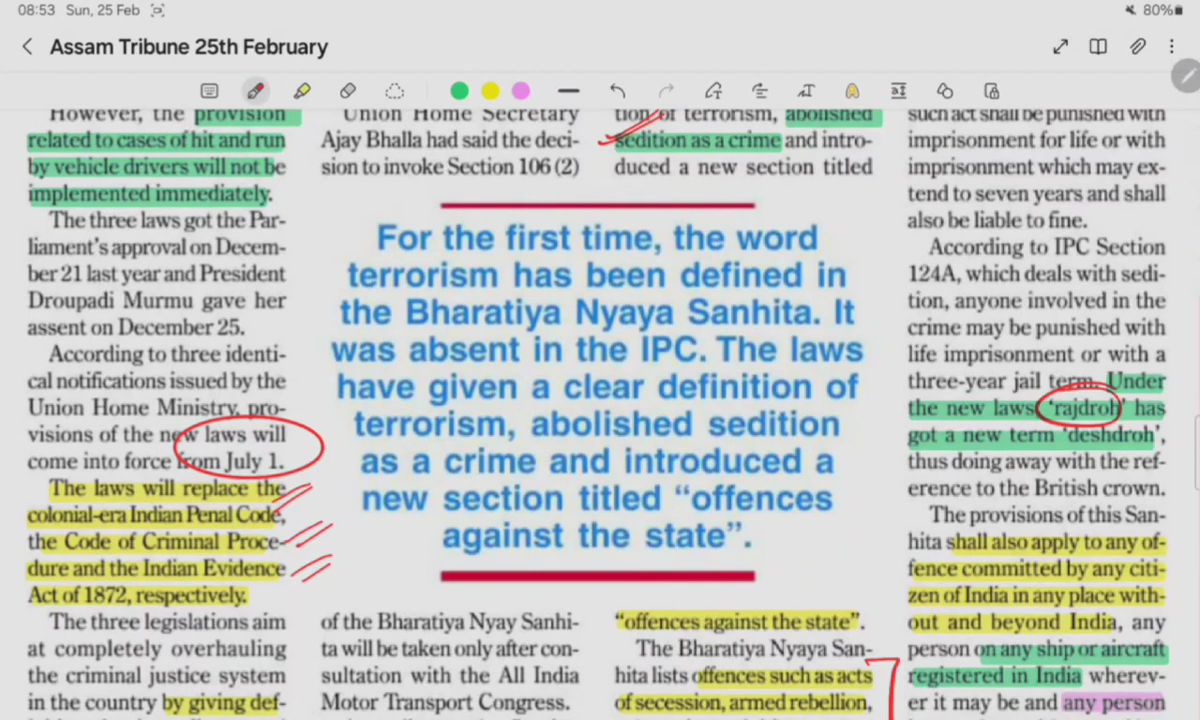 08:53 Sun, 25 Feb
80%
Assam Tribune 25th February
However, the provision
related to cases of hit and run
by vehicle drivers will not be
implemented immediately.
The three laws got the Par-
liament's approval on Decem-
ber 21 last year and President
Droupadi Murmu gave her
assent on December 25.
According to three identi-
cal notifications issued by the
Union Home Ministry, pro-
visions of the new laws will
come into force from July 1.
The laws will replace the
colonial-era Indian Penal Code,
the Code of Criminal Proce-
dure and the Indian Evidence
Act of 1872, respectively.
The three legislations aim
at completely overhauling
the criminal justice system
in the country by giving def-
Union Home Secretary
Ajay Bhalla had said the deci-
sion to invoke Section 106 (2)
For the first time, the word
terrorism has been defined in
the Bharatiya Nyaya Sanhita. It
was absent in the IPC. The laws
have given a clear definition of
terrorism, abolished sedition
as a crime and introduced a
new section titled “offences
against the state”.
of the Bharatiya Nyay Sanhi-
ta will be taken only after con-
sultation with the All India
Motor Transport Congress.
tion of terrorism, abolished
sedition as a crime and intro-
duced a new section titled
“offences against the state”.
The Bharatiya Nyaya San-
hita lists offences such as acts
of secession, armed rebellion,
such act shall be punished with
imprisonment for life or with
imprisonment which may ex-
tend to seven years and shall
also be liable to fine.
According to IPC Section
124A, which deals with sedi-
tion, anyone involved in the
crime may be punished with
life imprisonment or with a
three-year jail term. Under
the new laws, ‘rajdroh’ has
got a new term ‘deshdroh’,
thus doing away with the ref-
erence to the British crown.
The provisions of this San-
hita shall also apply to any of-
fence committed by any citi-
zen of India in any place with-
out and beyond India, any
person on any ship or aircraft
registered in India wherev-
er it may be and any person